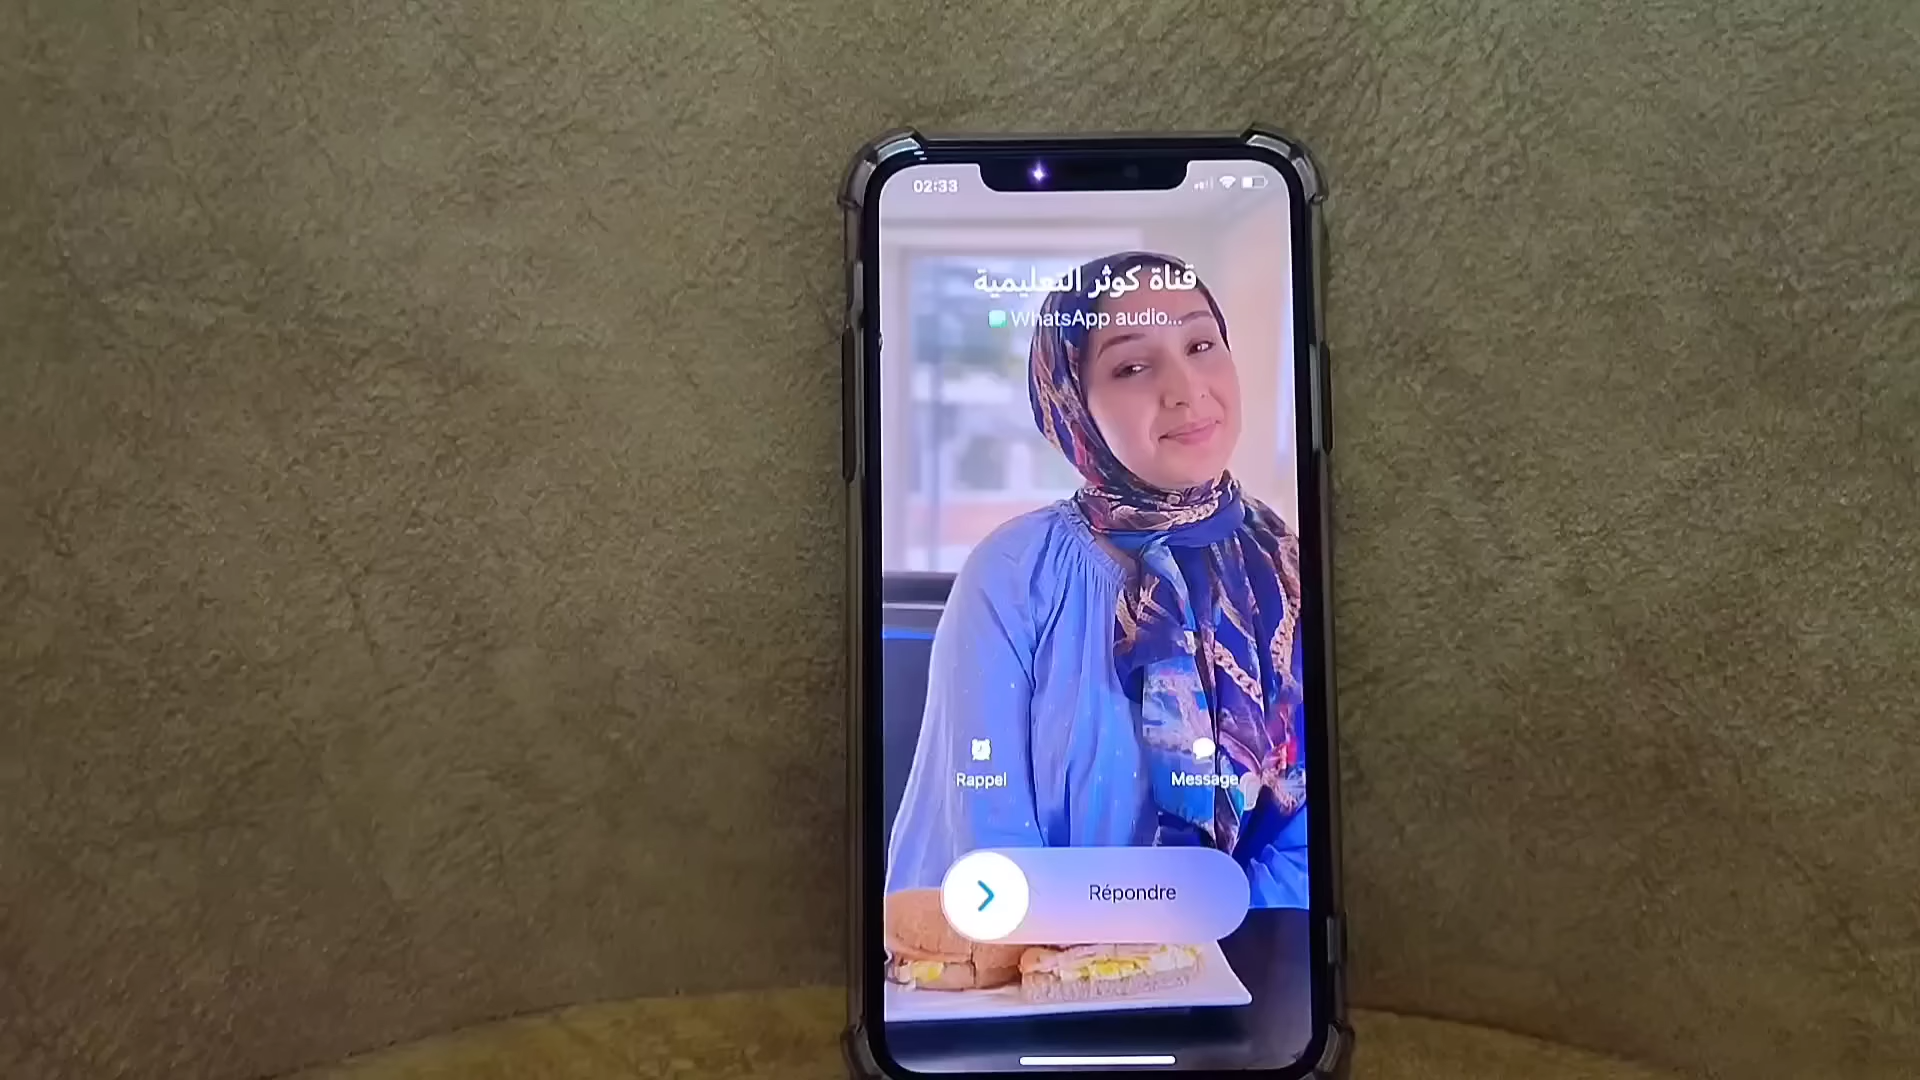 02:33
قناة كوثر التعليمية
WhatsApp audio...
Rappel
Message
Répondre